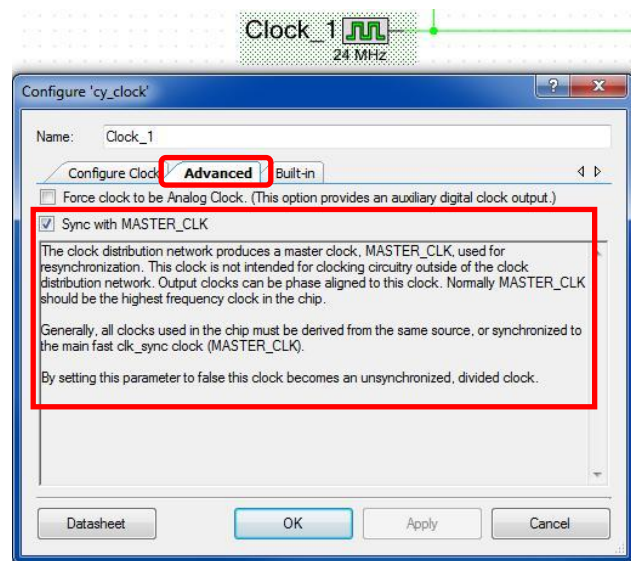 Clock_1
24 MHz
Configure 'cy_clock'
Name: Clock_1
Configure Clock Advanced Built-in
Force clock to be Analog Clock. (This option provides an auxiliary digital clock output.)
Sync with MASTER_CLK
The clock distribution network produces a master clock, MASTER_CLK, used for
resynchronization. This clock is not intended for clocking circuitry outside of the clock
distribution network. Output clocks can be phase aligned to this clock. Normally MASTER_CLK
should be the highest frequency clock in the chip.
Generally, all clocks used in the chip must be derived from the same source, or synchronized to
the main fast clk_sync clock (MASTER_CLK).
By setting this parameter to false this clock becomes an unsynchronized, divided clock.
Datasheet OK Apply Cancel